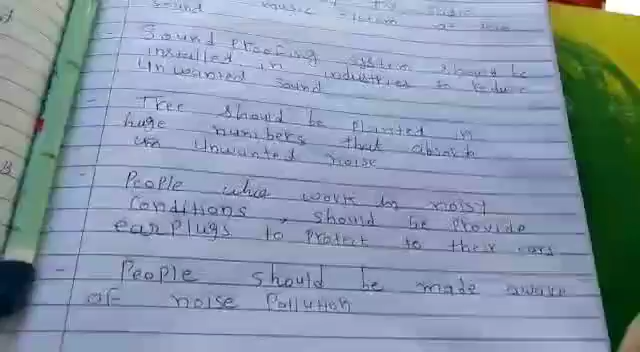 sound music
Sound Proofing system should be
installed in industries to reduce
Unwanted sound
- Tree should be Planted in
huge numbers that absorb
Unwanted noise
- People who work in noisy
conditions, should be Provide
earplugs to Protect to their ears
- People should be made aware
of noise Pollution